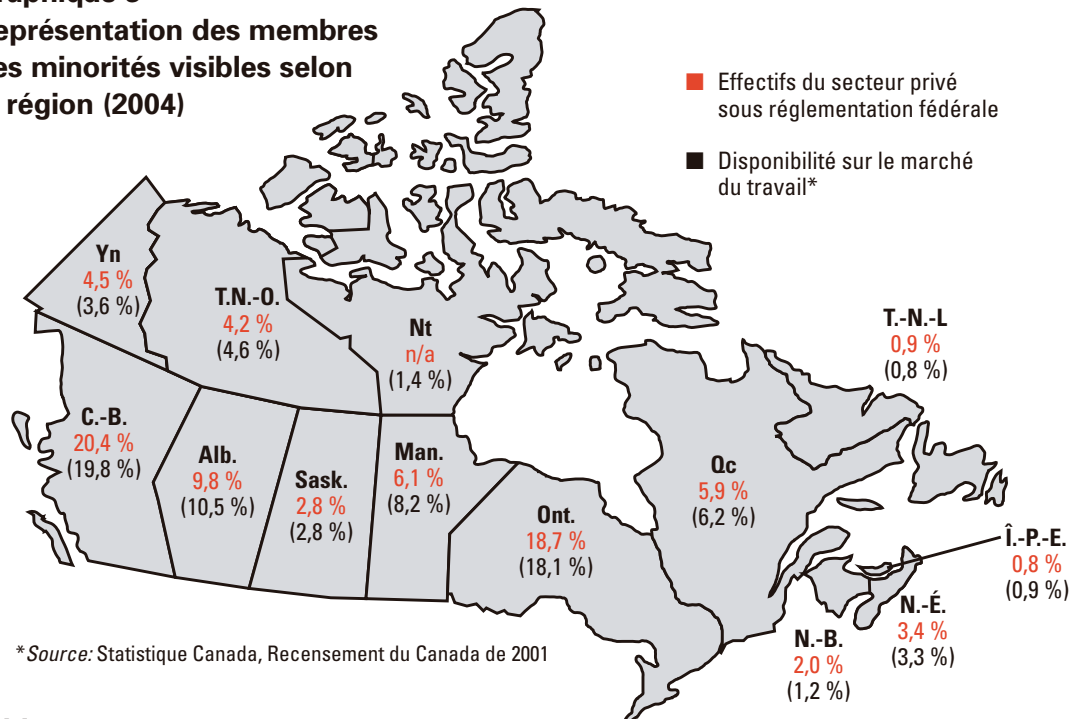 eprésentation des membres
es minorités visibles selon
région (2004)
Effectifs du secteur privé
sous réglementation fédérale
Disponibilité sur le marché
du travail*
Yn
4,5 %
(3,6 %)
T.N.-O.
4,2 %
(4,6 %)
Nt
n/a
(1,4 %)
T.-N.-L
0,9 %
(0,8 %)
C.-B.
20,4 %
(19,8 %)
Alb.
9,8 %
(10,5 %)
Sask.
2,8 %
(2,8 %)
Man.
6,1 %
(8,2 %)
Ont.
18,7 %
(18,1 %)
Qc
5,9 %
(6,2 %)
Î.-P.-E.
0,8 %
(0,9 %)
N.-É.
3,4 %
(3,3 %)
N.-B.
2,0 %
(1,2 %)
*Source: Statistique Canada, Recensement du Canada de 2001